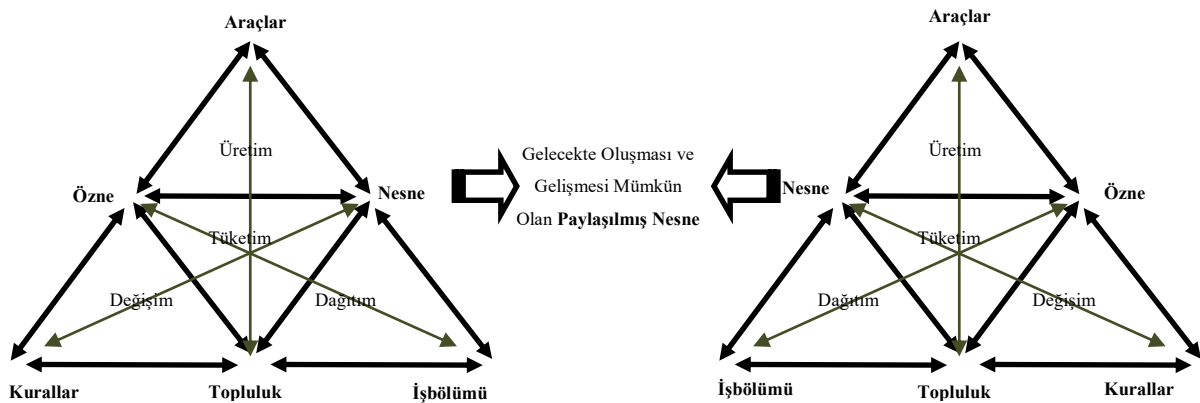 Araçlar
Üretim
Özne
Nesne
Tüketim
Değişim
Dağıtım
Kurallar
Topluluk
İşbölümü
Gelecekte Oluşması ve
Gelişmesi Mümkün
Olan Paylaşılmış Nesne
Araçlar
Üretim
Nesne
Özne
Tüketim
Dağıtım
Değişim
İşbölümü
Topluluk
Kurallar